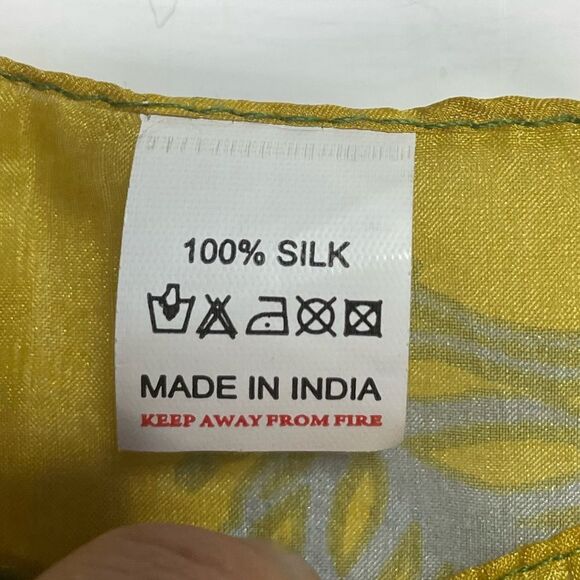 100% SILK
MADE IN INDIA
KEEP AWAY FROM FIRE